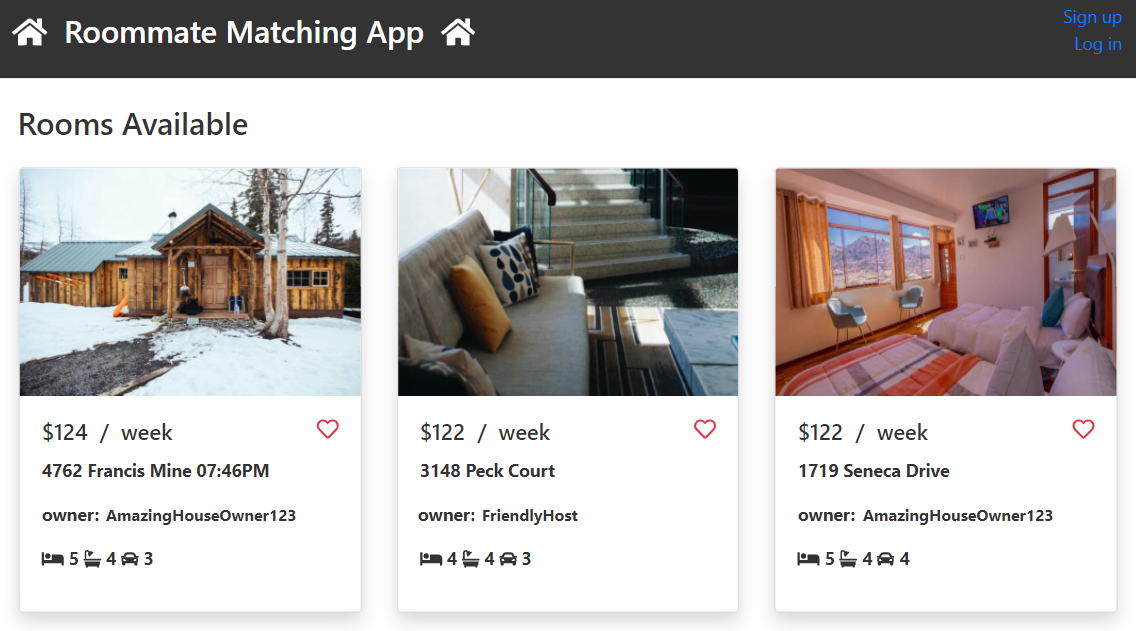 Roommate Matching App
Sign up
Log in
Rooms Available
$124 / week
4762 Francis Mine 07:46PM
owner: AmazingHouseOwner123
5 4 3
$122 / week
3148 Peck Court
owner: FriendlyHost
4 4 3
$122 / week
1719 Seneca Drive
owner: AmazingHouseOwner123
5 4 4